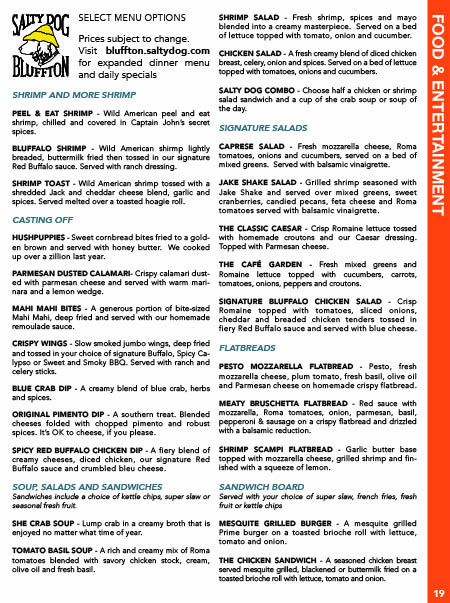 SALTY DOG
BLUFFTON
SELECT MENU OPTIONS
Prices subject to change.
Visit bluffton.saltydog.com
for expanded dinner menu
and daily specials
SHRIMP AND MORE SHRIMP
PEEL & EAT SHRIMP - Wild American peel and eat
shrimp, chilled and covered in Captain John's secret
spices.
BLUFFALO SHRIMP - Wild American shirmp lightly
breaded, buttermilk fried then tossed in our signature
Red Buffalo sauce. Served with ranch dressing.
SHRIMP TOAST - Wild American shrimp tossed with a
shredded Jack and cheddar cheese blend, garlic and
spices. Served melted over a toasted hoagie roll.
CASTING OFF
HUSHPUPPIES - Sweet cornbread bites fried to a gold-
en brown and served with honey butter. We cooked
up over a zillion last year.
PARMESAN DUSTED CALAMARI- Crispy calamari dust-
ed with parmesan cheese and served with warm mari-
nara and a lemon wedge.
MAHI MAHI BITES - A generous portion of bite-sized
Mahi Mahi, deep fried and served with our homemade
remoulade sauce.
CRISPY WINGS - Slow smoked jumbo wings, deep fried
and tossed in your choice of signature Buffalo, Spicy Ca-
lypso or Sweet and Smoky BBQ. Served with ranch and
celery sticks.
BLUE CRAB DIP - A creamy blend of blue crab, herbs
and spices.
ORIGINAL PIMENTO DIP - A southern treat. Blended
cheeses folded with chopped pimento and robust
spices. It's OK to cheese, if you please.
SPICY RED BUFFALO CHICKEN DIP - A fiery blend of
creamy cheeses, diced chicken, our signature Red
Buffalo sauce and crumbled bleu cheese.
SOUP, SALADS AND SANDWICHES
Sandwiches include a choice of kettle chips, super slaw or
seasonal fresh fruit.
SHE CRAB SOUP - Lump crab in a creamy broth that is
enjoyed no matter what time of year.
TOMATO BASIL SOUP - A rich and creamy mix of Roma
tomatoes blended with savory chicken stock, cream,
olive oil and fresh basil.
SHRIMP SALAD - Fresh shrimp, spices and mayo
blended into a creamy masterpiece. Served on a bed
of lettuce topped with tomato, onion and cucumber.
CHICKEN SALAD - A fresh creamy blend of diced chicken
breast, celery, onion and spices. Served on a bed of lettuce
topped with tomatoes, onions and cucumbers.
SALTY DOG COMBO - Choose half a chicken or shrimp
salad sandwich and a cup of she crab soup or soup of
the day.
SIGNATURE SALADS
CAPRESE SALAD - Fresh mozzarella cheese, Roma
tomatoes, onions and cucumbers, served on a bed of
mixed greens. Served with balsamic vinaigrette.
JAKE SHAKE SALAD - Grilled shrimp seasoned with
Jake Shake and served over mixed greens, sweet
cranberries, candied pecans, feta cheese and Roma
tomatoes served with balsamic vinaigrette.
THE CLASSIC CAESAR - Crisp Romaine lettuce tossed
with homemade croutons and our Caesar dressing.
Topped with Parmesan cheese.
THE CAFÉ GARDEN - Fresh mixed greens and
Romaine lettuce topped with cucumbers, carrots,
tomatoes, onions, peppers and croutons.
SIGNATURE BLUFFALO CHICKEN SALAD - Crisp
Romaine topped with tomatoes, sliced onions,
cheddar and breaded chicken tenders tossed in
fiery Red Buffalo sauce and served with blue cheese.
FLATBREADS
PESTO MOZZARELLA FLATBREAD - Pesto, fresh
mozzarella cheese, plum tomato, fresh basil, olive oil
and Parmesan cheese on homemade crispy flatbread.
MEATY BRUSCHETTA FLATBREAD - Red sauce with
mozzarella, Roma tomatoes, onion, parmesan, basil,
pepperoni & sausage on a crispy flatbread and drizzled
with a balsamic reduction.
SHRIMP SCAMPI FLATBREAD - Garlic butter base
topped with mozzarella cheese, grilled shrimp and fin-
ished with a squeeze of lemon.
SANDWICH BOARD
Served with your choice of super slaw, french fries, fresh
fruit or kettle chips
MESQUITE GRILLED BURGER - A mesquite grilled
Prime burger on a toasted brioche roll with lettuce,
tomato and onion.
THE CHICKEN SANDWICH - A seasoned chicken breast
served mesquite grilled, blackened or buttermilk fried on a
toasted brioche roll with lettuce, tomato and onion.
FOOD & ENTERTAINMENT
19